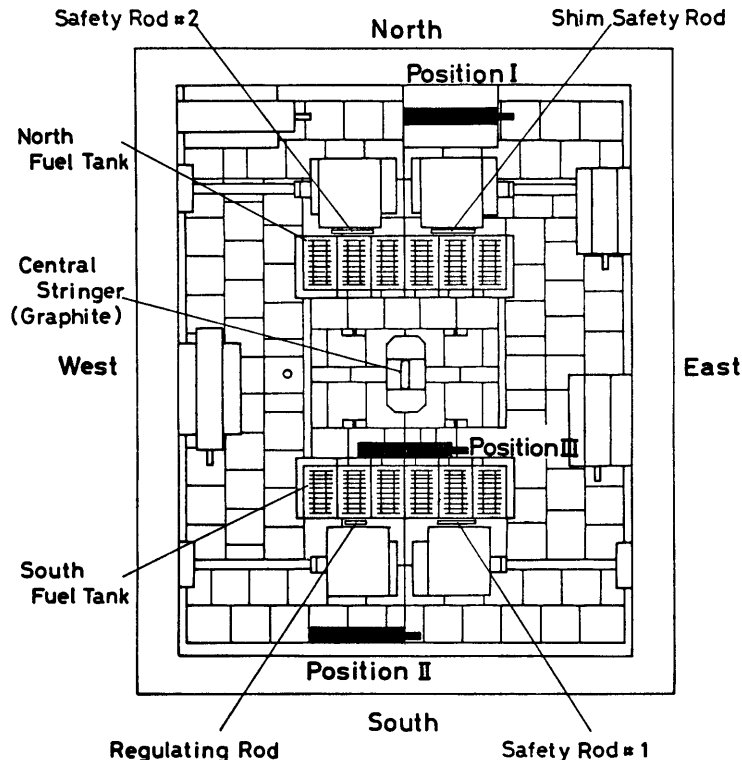 Safety Rod #2
Shim Safety Rod
North
Position I
North
Fuel Tank
Central
Stringer
(Graphite)
West
East
Position III
South
Fuel Tank
Position II
South
Regulating Rod
Safety Rod #1